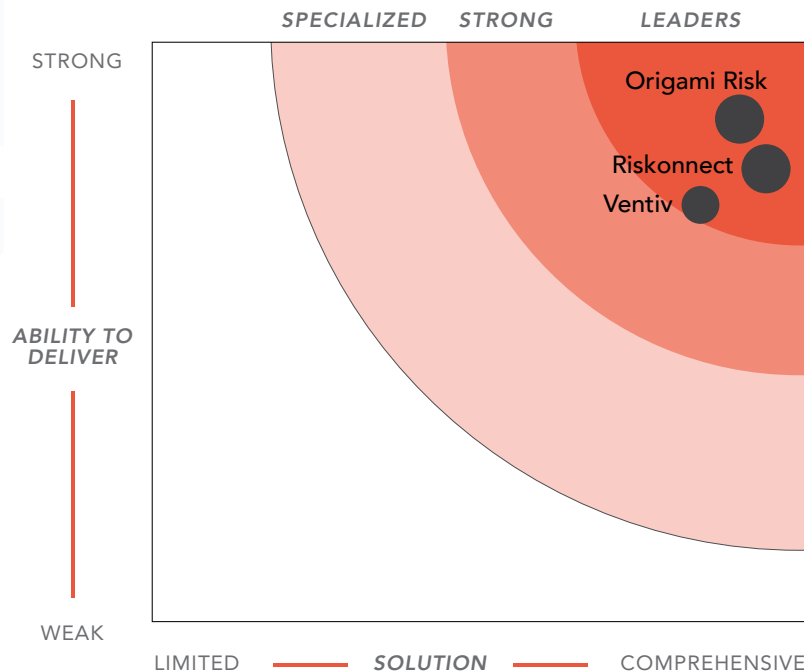 SPECIALIZED STRONG LEADERS
STRONG
Origami Risk
Riskonnect
Ventiv
ABILITY TO
DELIVER
WEAK
LIMITED SOLUTION COMPREHENSIVE